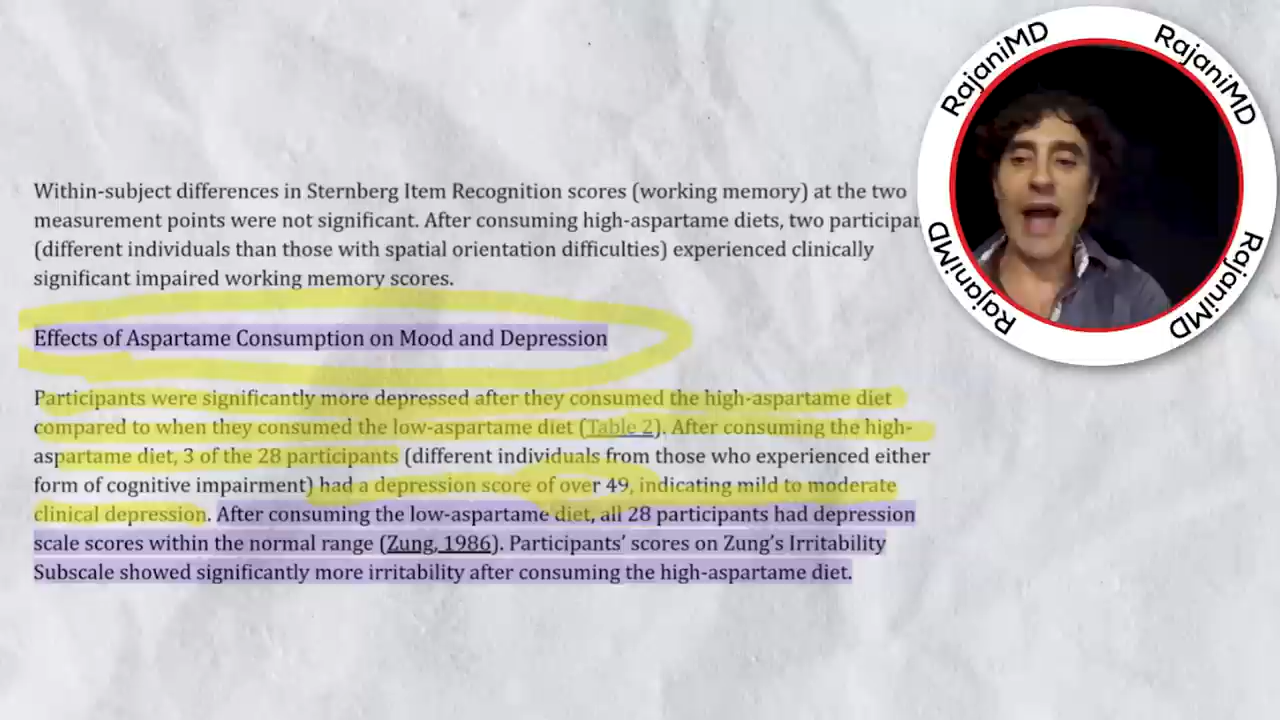 Within-subject differences in Sternberg Item Recognition scores (working memory) at the two
measurement points were not significant. After consuming high-aspartame diets, two participan
(different individuals than those with spatial orientation difficulties) experienced clinically
significant impaired working memory scores.
Effects of Aspartame Consumption on Mood and Depression
Participants were significantly more depressed after they consumed the high-aspartame diet
compared to when they consumed the low-aspartame diet (Table 2). After consuming the high-
aspartame diet, 3 of the 28 participants (different individuals from those who experienced either
form of cognitive impairment) had a depression score of over 49, indicating mild to moderate
clinical depression. After consuming the low-aspartame diet, all 28 participants had depression
scale scores within the normal range (Zung, 1986). Participants' scores on Zung's Irritability
Subscale showed significantly more irritability after consuming the high-aspartame diet.
RajaniMD
RajaniMD
RajaniMD
RajaniMD